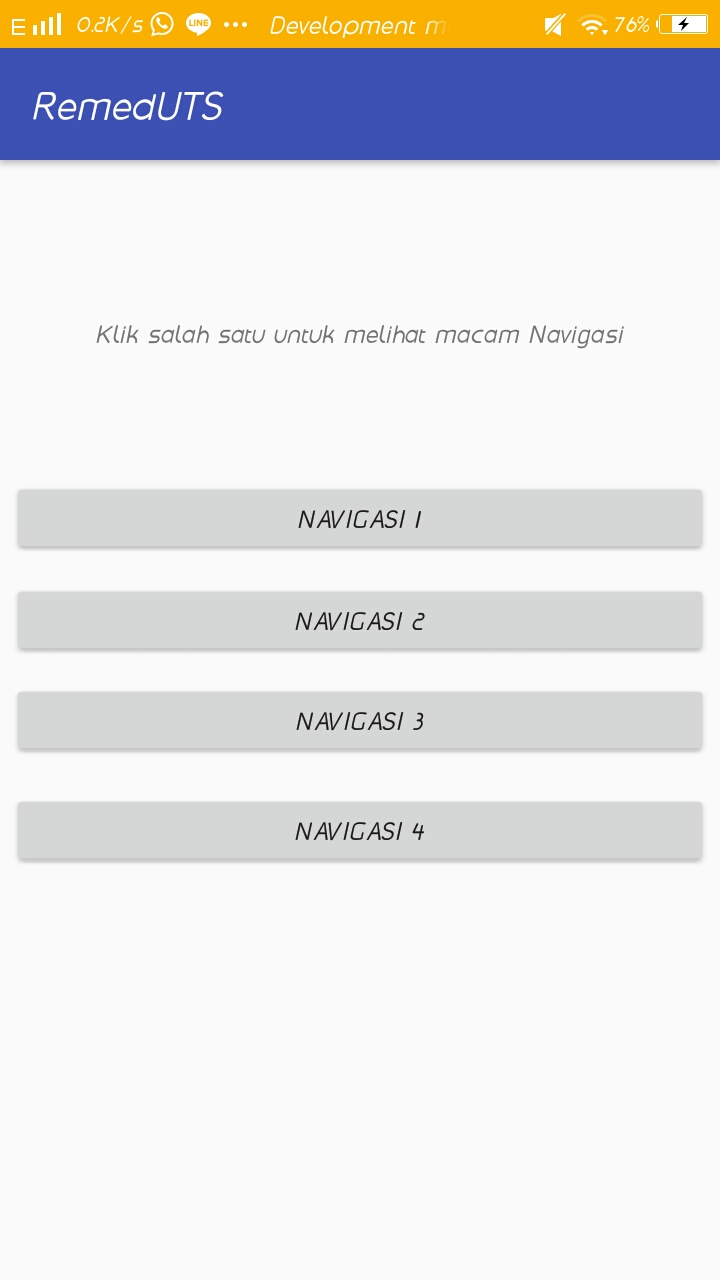 E 0.2K/s LINE ... Development m 76%
RemedUTS
Klik salah satu untuk melihat macam Navigasi
NAVIGASI 1
NAVIGASI 2
NAVIGASI 3
NAVIGASI 4